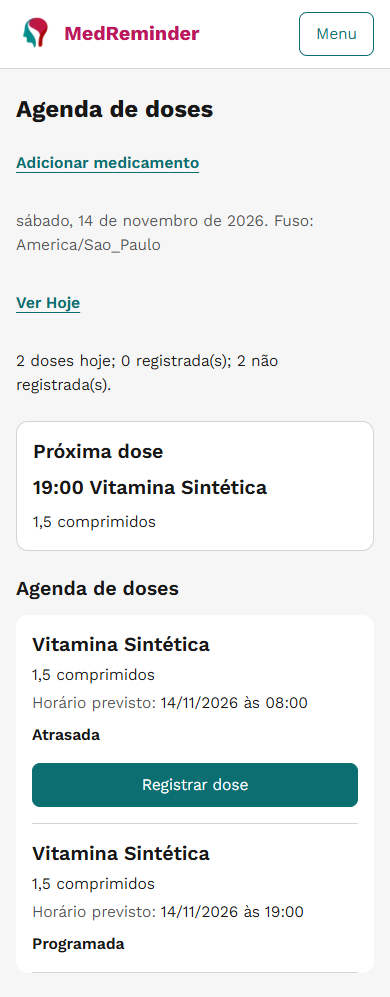 MedReminder
Menu
Agenda de doses
Adicionar medicamento
sábado, 14 de novembro de 2026. Fuso:
America/Sao_Paulo
Ver Hoje
2 doses hoje; 0 registrada(s); 2 não
registrada(s).
Próxima dose
19:00 Vitamina Sintética
1,5 comprimidos
Agenda de doses
Vitamina Sintética
1,5 comprimidos
Horário previsto: 14/11/2026 às 08:00
Atrasada
Registrar dose
Vitamina Sintética
1,5 comprimidos
Horário previsto: 14/11/2026 às 19:00
Programada